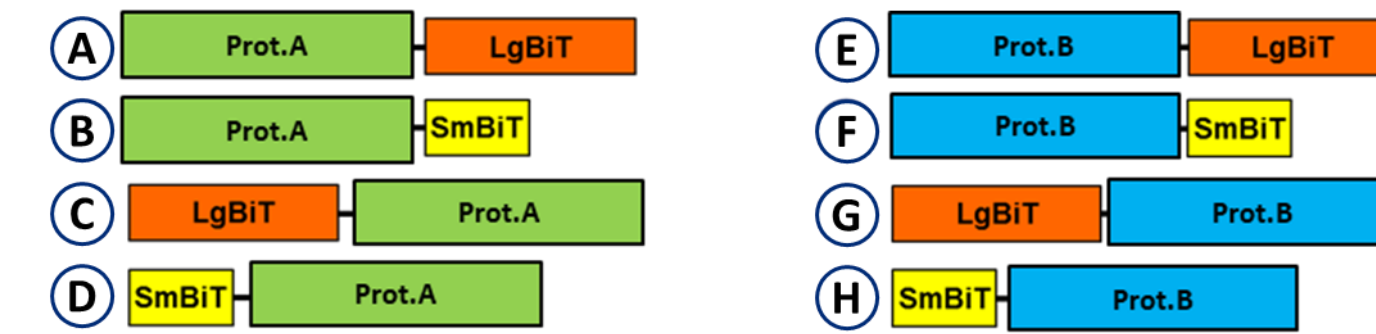 A Prot.A LgBiT
B Prot.A SmBiT
C LgBiT Prot.A
D SmBiT Prot.A
E Prot.B LgBiT
F Prot.B SmBiT
G LgBiT Prot.B
H SmBiT Prot.B